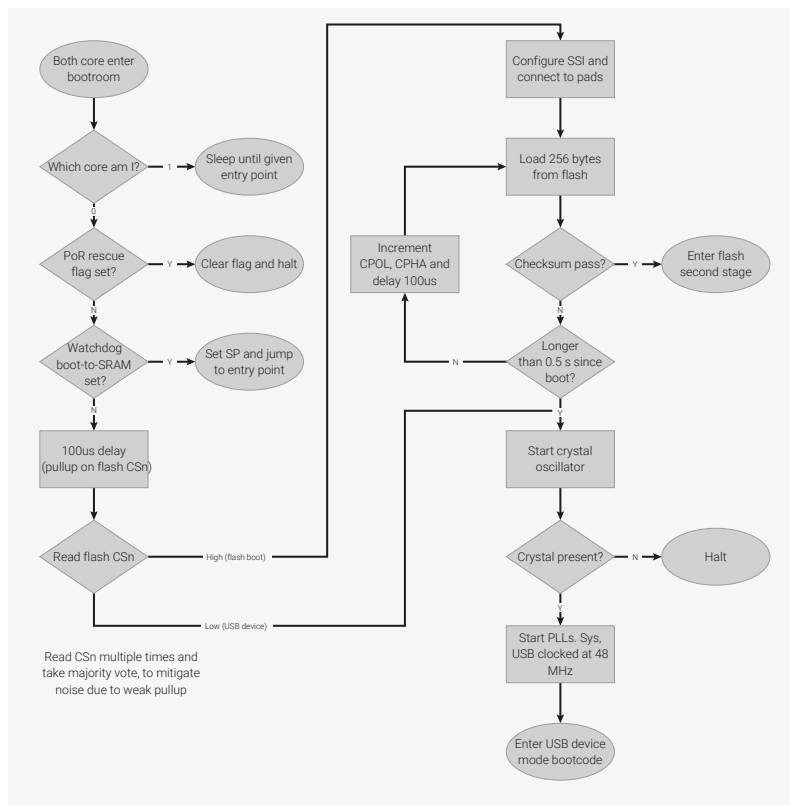 Both core enter
bootroom
Which core am I?
1
Sleep until given
entry point
0
PoR rescue
flag set?
Y
Clear flag and halt
N
Watchdog
boot-to-SRAM
set?
Y
Set SP and jump
to entry point
N
100us delay
(pullup on flash CSn)
Read flash CSn
High (flash boot)
Low (USB device)
Read CSn multiple times and
take majority vote, to mitigate
noise due to weak pullup
Configure SSI and
connect to pads
Load 256 bytes
from flash
Increment
CPOL, CPHA and
delay 100us
Checksum pass?
Y
Enter flash
second stage
N
Longer
than 0.5 s since
boot?
N
Y
Start crystal
oscillator
Crystal present?
N
Halt
Y
Start PLLs. Sys,
USB clocked at 48
MHz
Enter USB device
mode bootcode